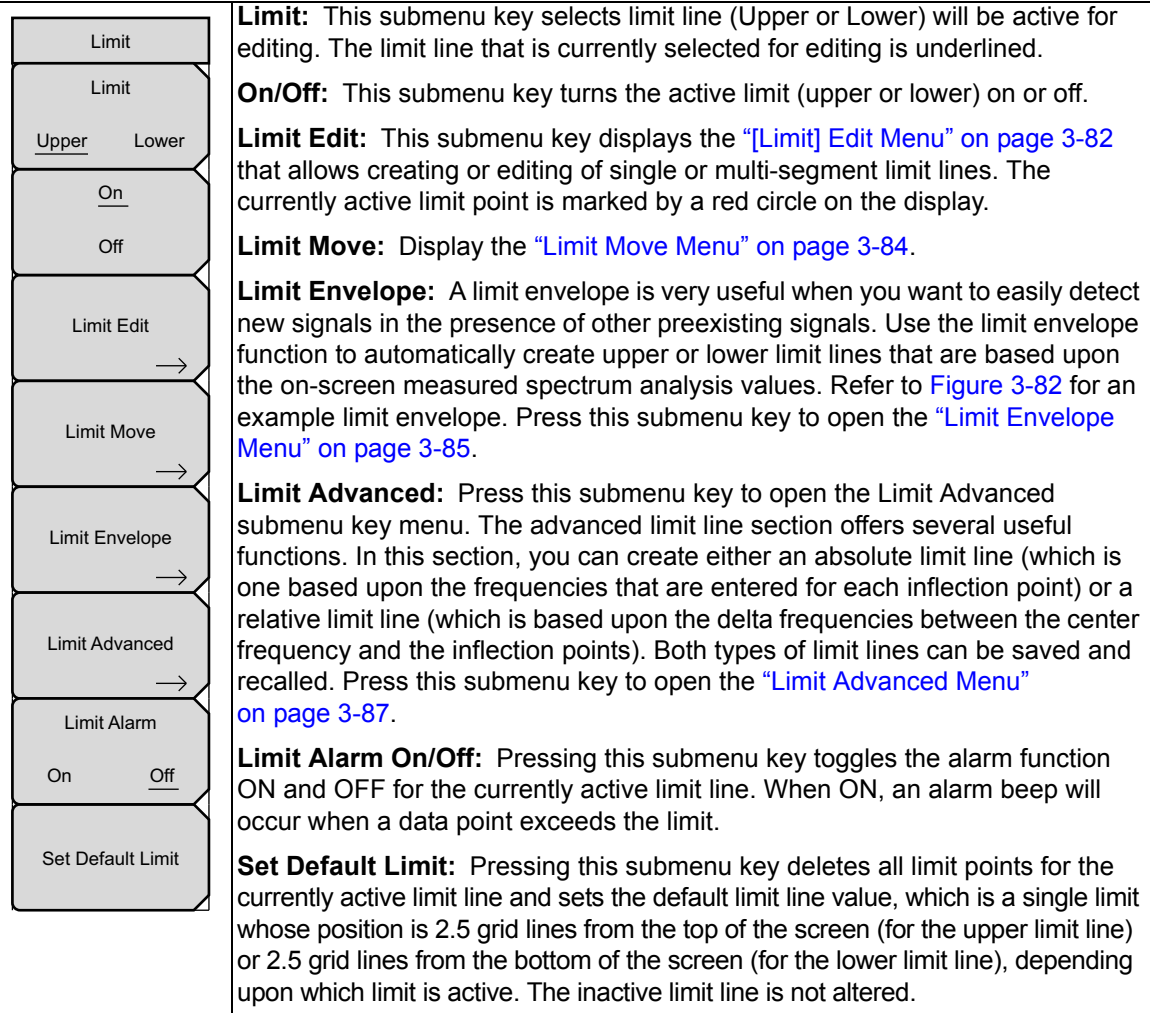 Limit
Limit
Upper Lower
On
Off
Limit Edit
Limit Move
Limit Envelope
Limit Advanced
Limit Alarm
On Off
Set Default Limit
Limit: This submenu key selects limit line (Upper or Lower) will be active for
editing. The limit line that is currently selected for editing is underlined.
On/Off: This submenu key turns the active limit (upper or lower) on or off.
Limit Edit: This submenu key displays the “[Limit] Edit Menu” on page 3-82
that allows creating or editing of single or multi-segment limit lines. The
currently active limit point is marked by a red circle on the display.
Limit Move: Display the “Limit Move Menu” on page 3-84.
Limit Envelope: A limit envelope is very useful when you want to easily detect
new signals in the presence of other preexisting signals. Use the limit envelope
function to automatically create upper or lower limit lines that are based upon
the on-screen measured spectrum analysis values. Refer to Figure 3-82 for an
example limit envelope. Press this submenu key to open the “Limit Envelope
Menu” on page 3-85.
Limit Advanced: Press this submenu key to open the Limit Advanced
submenu key menu. The advanced limit line section offers several useful
functions. In this section, you can create either an absolute limit line (which is
one based upon the frequencies that are entered for each inflection point) or a
relative limit line (which is based upon the delta frequencies between the center
frequency and the inflection points). Both types of limit lines can be saved and
recalled. Press this submenu key to open the “Limit Advanced Menu”
on page 3-87.
Limit Alarm On/Off: Pressing this submenu key toggles the alarm function
ON and OFF for the currently active limit line. When ON, an alarm beep will
occur when a data point exceeds the limit.
Set Default Limit: Pressing this submenu key deletes all limit points for the
currently active limit line and sets the default limit line value, which is a single limit
whose position is 2.5 grid lines from the top of the screen (for the upper limit line)
or 2.5 grid lines from the bottom of the screen (for the lower limit line), depending
upon which limit is active. The inactive limit line is not altered.